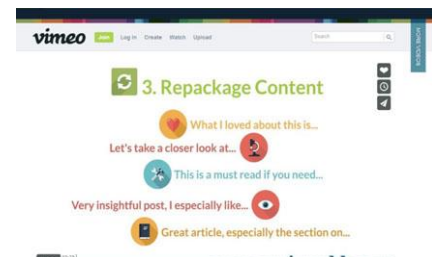 vimeo Join Log In Create Watch Upload Search
MORE VIDEOS
3. Repackage Content
What I loved about this is...
Let's take a closer look at...
This is a must read if you need...
Very insightful post, I especially like...
Great article, especially the section on...